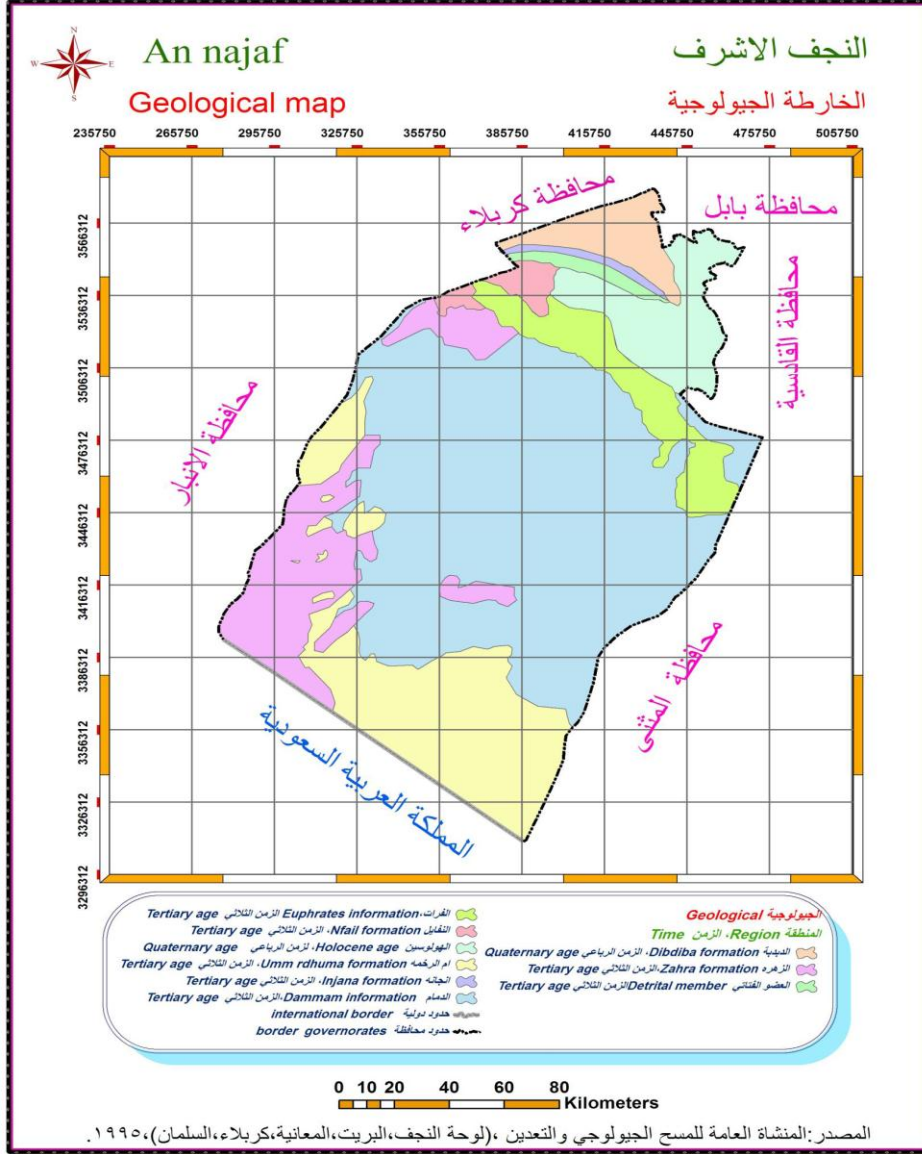 N
W E
S
An najaf
النجف الاشرف
Geological map
الخارطة الجيولوجية
235750 265750 295750 325750 355750 385750 415750 445750 475750 505750
محافظة كربلاء
محافظة بابل
محافظة القادسية
محافظة الانبار
محافظة المثنى
المملكة العربية السعودية
3566312
3536312
3506312
3476312
3446312
3416312
3386312
3356312
3326312
3296312
الجيولوجية Geological
المنطقة Region، الزمن Time
الدبدبة Dibdiba formation، الزمن الرباعي Quaternary age
الزهره Zahra formation،الزمن الثلاثي Tertiary age
العضو الفتاتي Detrital memberالزمن الثلاثي Tertiary age
الفرات،Euphrates information الزمن الثلاثي Tertiary age
النفايل Nfail formation، الزمن الثلاثي Tertiary age
الهولوسين Holocene age، لزمن الرباعي Quaternary age
ام الرخمه Umm rdhuma formation، الزمن الثلاثي Tertiary age
انجانه Injana formation، الزمن الثلاثي Tertiary age
الدمام Dammam information،الزمن الثلاثي Tertiary age
حدود دولية international border
حدود محافظة border governorates
0 10 20 40 60 80
Kilometers
المصدر:المنشاة العامة للمسح الجيولوجي والتعدين ،(لوحة النجف،البريت،المعانية،كربلاء،السلمان)،١٩٩٥.